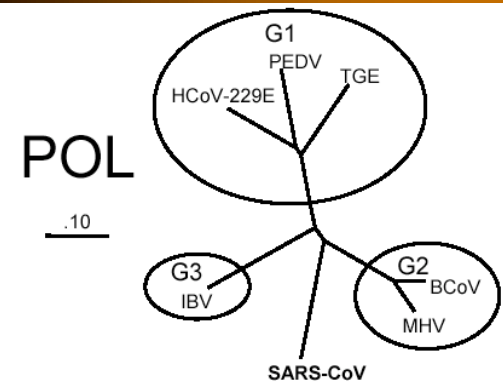 G1
PEDV
TGE
HCoV-229E
POL
.10
G3
IBV
G2
BCoV
MHV
SARS-CoV